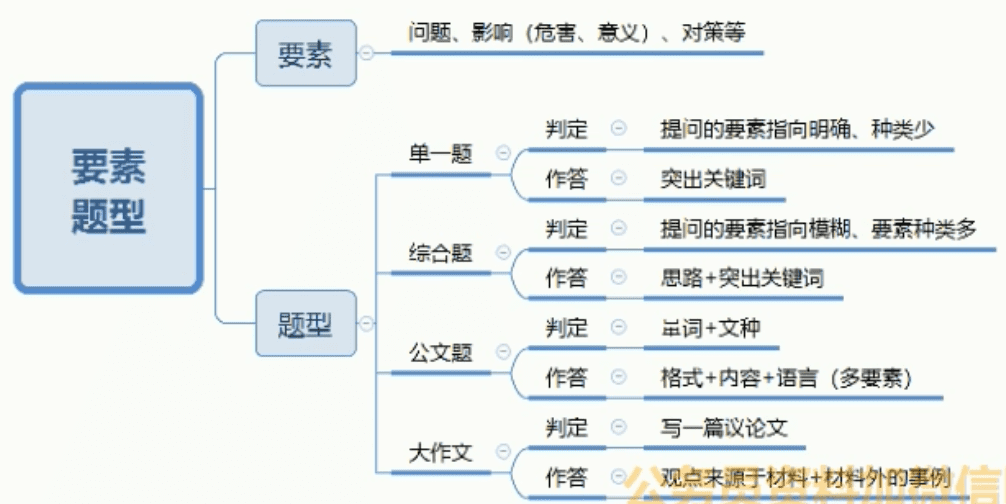 要素
题型
要素
问题、影响（危害、意义）、对策等
题型
单一题
判定
提问的要素指向明确、种类少
作答
突出关键词
综合题
判定
提问的要素指向模糊、要素种类多
作答
思路+突出关键词
公文题
判定
单词+文种
作答
格式+内容+语言（多要素）
大作文
判定
写一篇议论文
作答
观点来源于材料+材料外的事例